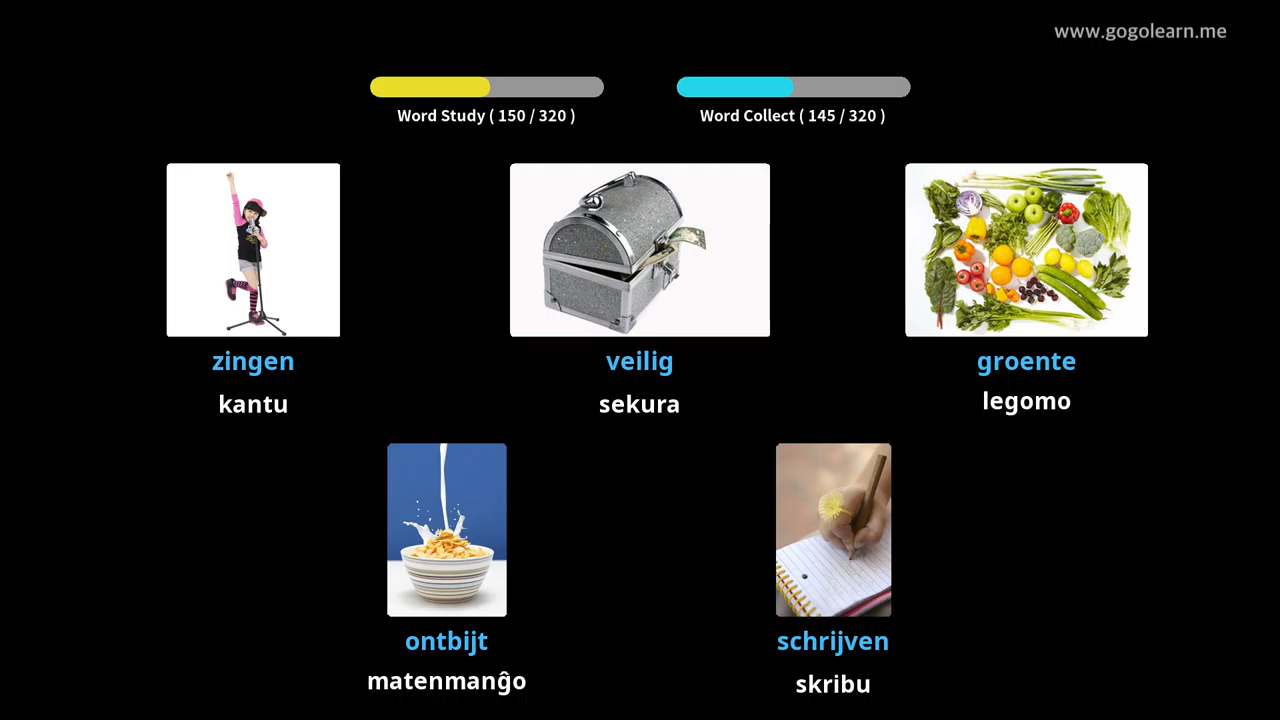 www.gogolearn.me
Word Study ( 150 / 320 )
Word Collect ( 145 / 320 )
zingen
veilig
groente
kantu
sekura
legomo
ontbijt
schrijven
matenmanĝo
skribu